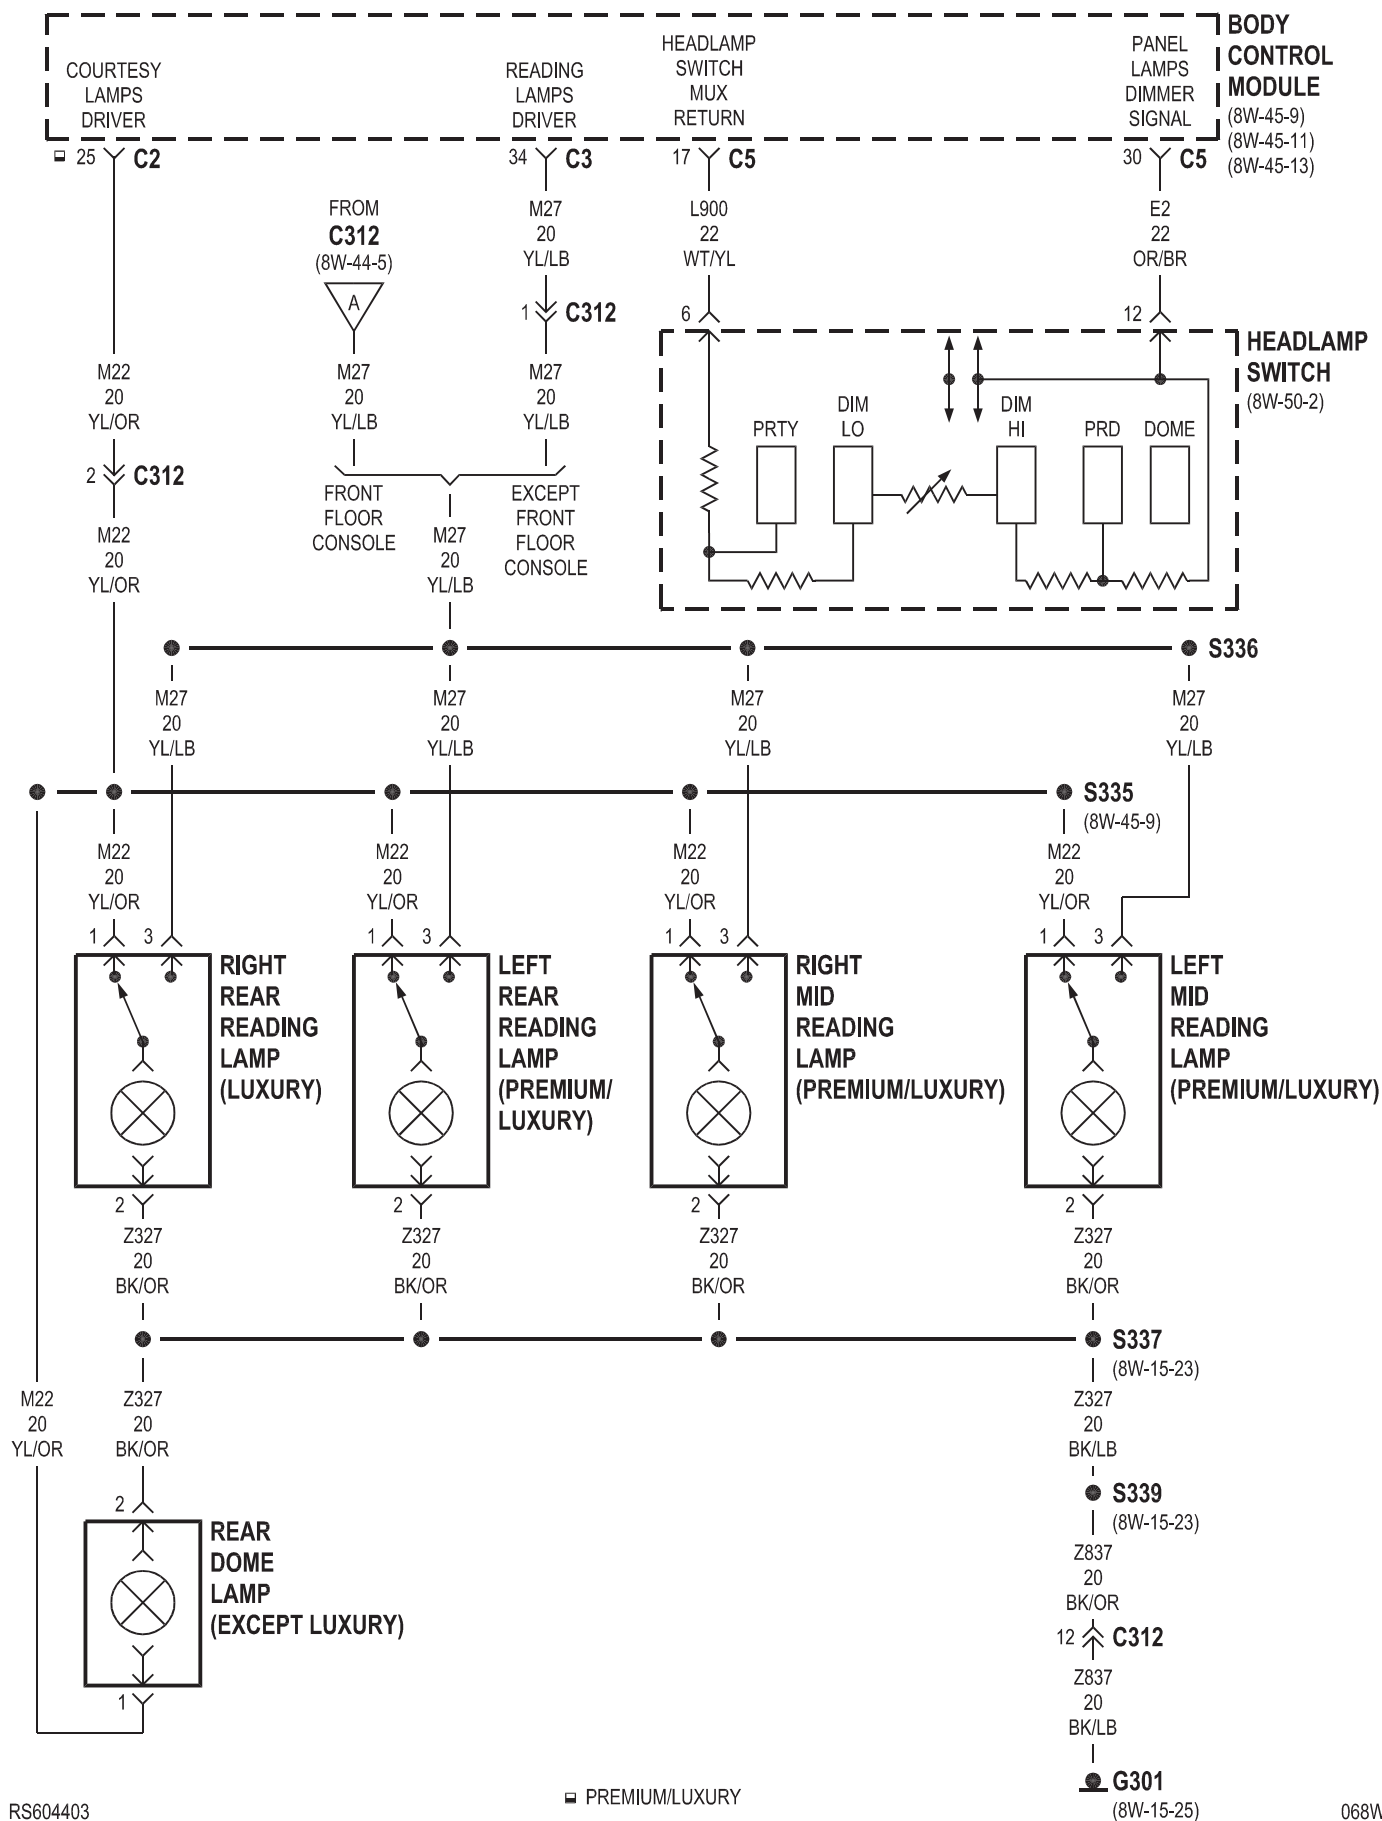 BODY
CONTROL
MODULE
(8W-45-9)
(8W-45-11)
(8W-45-13)
COURTESY
LAMPS
DRIVER
READING
LAMPS
DRIVER
HEADLAMP
SWITCH
MUX
RETURN
PANEL
LAMPS
DIMMER
SIGNAL
25 C2
34 C3
17 C5
30 C5
FROM
C312
(8W-44-5)
A
M27
20
YL/LB
L900
22
WT/YL
E2
22
OR/BR
1 C312
6
12
HEADLAMP
SWITCH
(8W-50-2)
M22
20
YL/OR
M27
20
YL/LB
M27
20
YL/LB
PRTY
DIM
LO
DIM
HI
PRD
DOME
2 C312
FRONT
FLOOR
CONSOLE
EXCEPT
FRONT
FLOOR
CONSOLE
M22
20
YL/OR
M27
20
YL/LB
S336
M27
20
YL/LB
M27
20
YL/LB
M27
20
YL/LB
M27
20
YL/LB
S335
(8W-45-9)
M22
20
YL/OR
M22
20
YL/OR
M22
20
YL/OR
M22
20
YL/OR
1 3
1 3
1 3
1 3
RIGHT
REAR
READING
LAMP
(LUXURY)
LEFT
REAR
READING
LAMP
(PREMIUM/
LUXURY)
RIGHT
MID
READING
LAMP
(PREMIUM/LUXURY)
LEFT
MID
READING
LAMP
(PREMIUM/LUXURY)
2
2
2
2
Z327
20
BK/OR
Z327
20
BK/OR
Z327
20
BK/OR
Z327
20
BK/OR
S337
(8W-15-23)
M22
20
YL/OR
Z327
20
BK/OR
Z327
20
BK/LB
2
S339
(8W-15-23)
REAR
DOME
LAMP
(EXCEPT LUXURY)
Z837
20
BK/OR
12 C312
1
Z837
20
BK/LB
G301
(8W-15-25)
PREMIUM/LUXURY
RS604403
068W